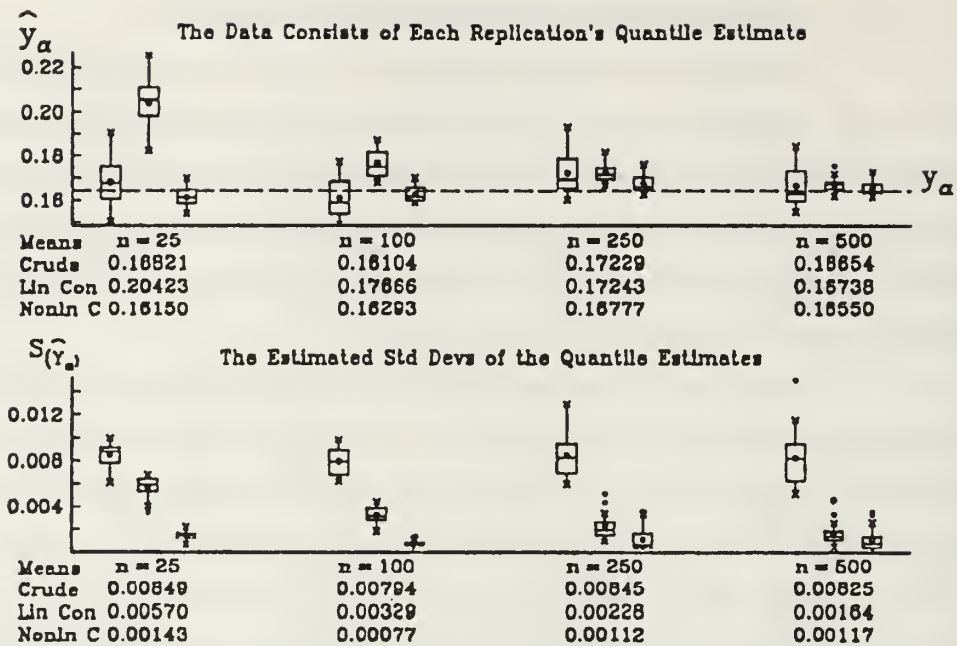 ŷα
The Data Consists of Each Replication's Quantile Estimate
0.22
0.20
0.18
0.16
yα
Means n = 25 n = 100 n = 250 n = 500
Crude 0.16821 0.16104 0.17229 0.16654
Lin Con 0.20423 0.17666 0.17243 0.16738
Nonln C 0.16150 0.16293 0.16777 0.16550
S(Ŷα)
The Estimated Std Devs of the Quantile Estimates
0.012
0.008
0.004
Means n = 25 n = 100 n = 250 n = 500
Crude 0.00849 0.00794 0.00845 0.00825
Lin Con 0.00570 0.00329 0.00228 0.00164
Nonln C 0.00143 0.00077 0.00112 0.00117